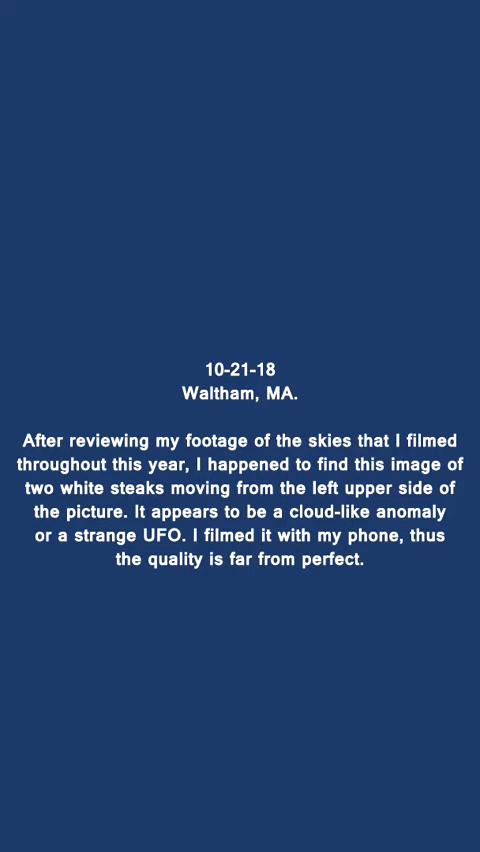 10-21-18
Waltham, MA.
After reviewing my footage of the skies that I filmed
throughout this year, I happened to find this image of
two white steaks moving from the left upper side of
the picture. It appears to be a cloud-like anomaly
or a strange UFO. I filmed it with my phone, thus
the quality is far from perfect.